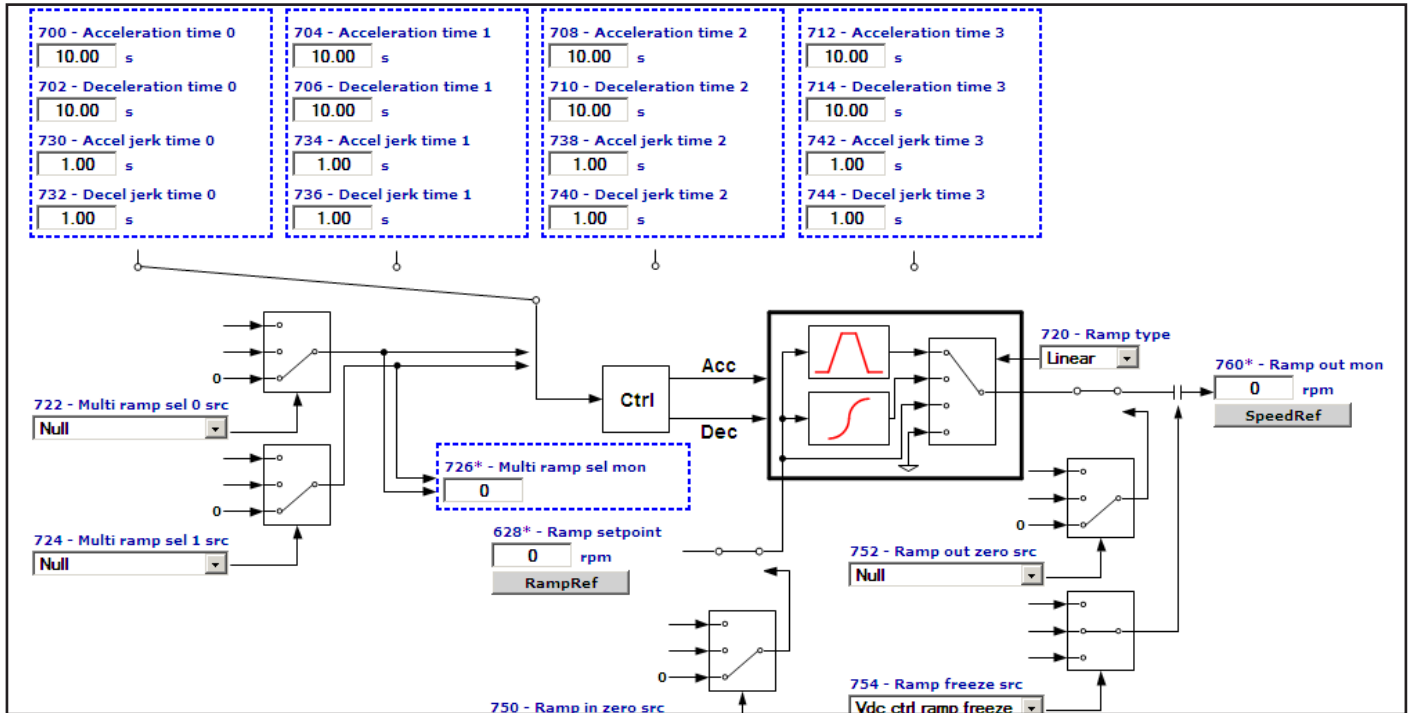 700 - Acceleration time 0
10.00 s
702 - Deceleration time 0
10.00 s
730 - Accel jerk time 0
1.00 s
732 - Decel jerk time 0
1.00 s
704 - Acceleration time 1
10.00 s
706 - Deceleration time 1
10.00 s
734 - Accel jerk time 1
1.00 s
736 - Decel jerk time 1
1.00 s
708 - Acceleration time 2
10.00 s
710 - Deceleration time 2
10.00 s
738 - Accel jerk time 2
1.00 s
740 - Decel jerk time 2
1.00 s
712 - Acceleration time 3
10.00 s
714 - Deceleration time 3
10.00 s
742 - Accel jerk time 3
1.00 s
744 - Decel jerk time 3
1.00 s
0
722 - Multi ramp sel 0 src
Null
0
724 - Multi ramp sel 1 src
Null
726* - Multi ramp sel mon
0
Ctrl
Acc
Dec
628* - Ramp setpoint
0 rpm
RampRef
0
750 - Ramp in zero src
720 - Ramp type
Linear
760* - Ramp out mon
0 rpm
SpeedRef
0
752 - Ramp out zero src
Null
754 - Ramp freeze src
Vdc ctrl ramp freeze